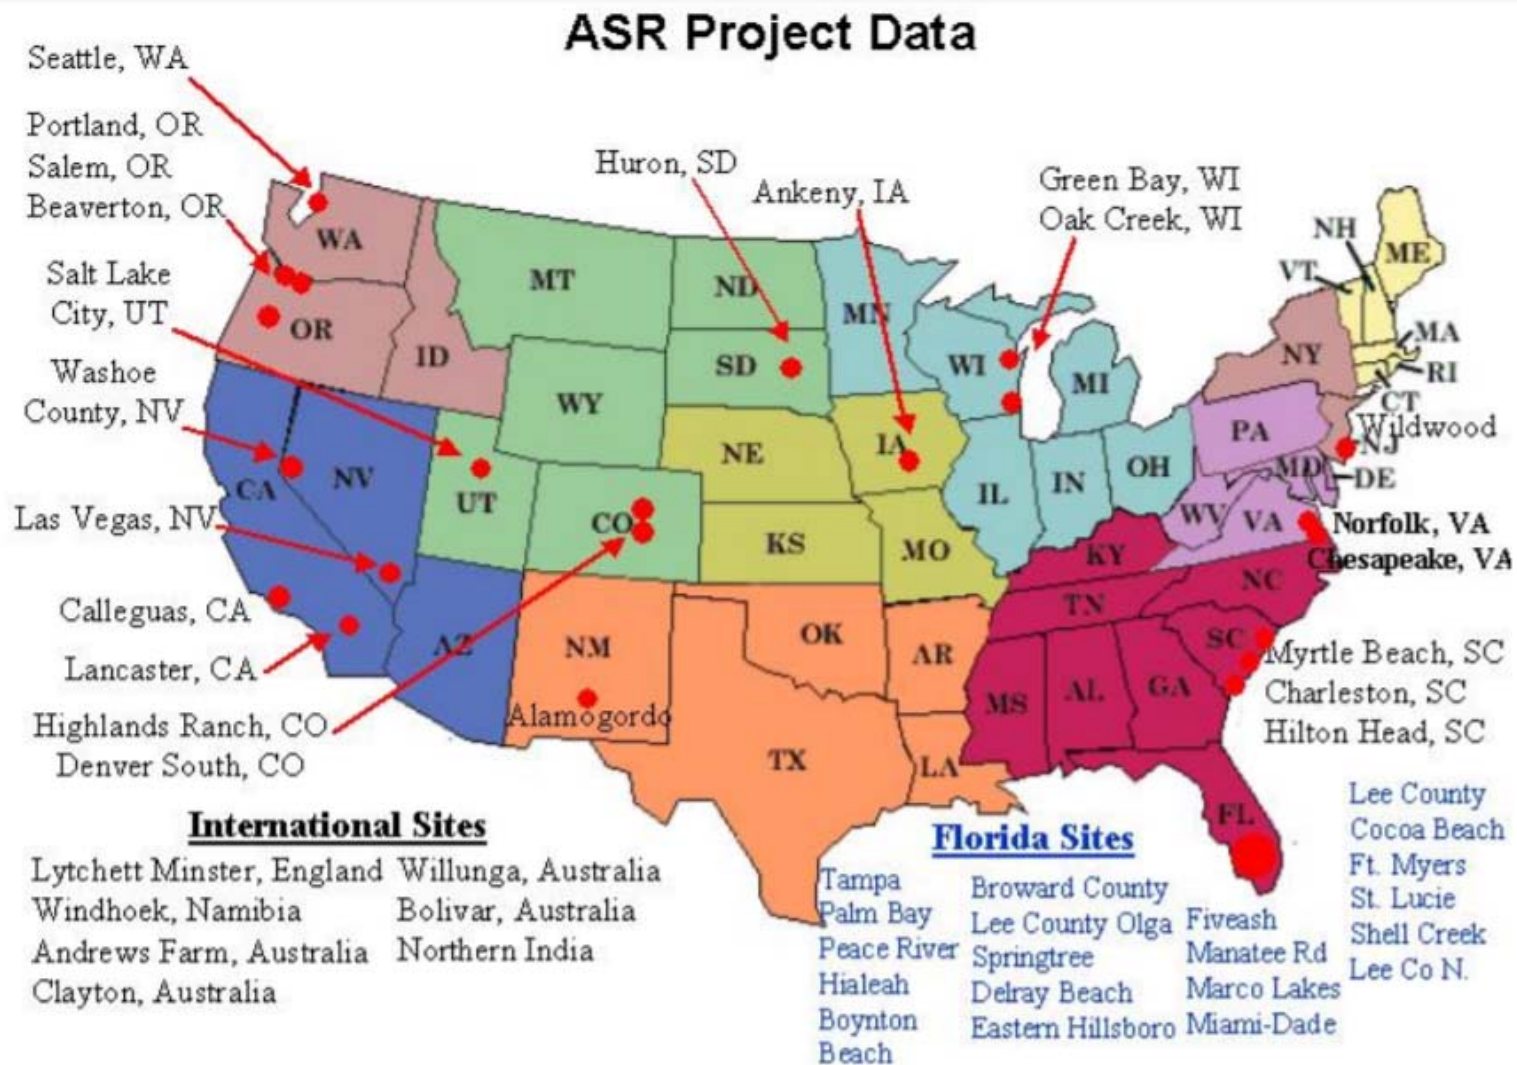 ASR Project Data
Seattle, WA
Portland, OR
Salem, OR
Beaverton, OR
Salt Lake
City, UT
Washoe
County, NV
Las Vegas, NV
Calleguas, CA
Lancaster, CA
Highlands Ranch, CO
Denver South, CO
Huron, SD
Ankeny, IA
Green Bay, WI
Oak Creek, WI
Wildwood
Norfolk, VA
Chesapeake, VA
Myrtle Beach, SC
Charleston, SC
Hilton Head, SC
Alamogordo
WA
OR
ID
MT
ND
SD
WY
MN
WI
MI
NH
VT
ME
MA
RI
CT
NY
NJ
PA
MD
DE
CA
NV
UT
CO
NE
IA
KS
MO
IL
IN
OH
WV
VA
KY
NC
TN
SC
AZ
NM
OK
AR
TX
LA
MS
AL
GA
FL
International Sites
Lytchett Minster, England
Windhoek, Namibia
Andrews Farm, Australia
Clayton, Australia
Willunga, Australia
Bolivar, Australia
Northern India
Florida Sites
Tampa
Palm Bay
Peace River
Hialeah
Boynton
Beach
Broward County
Lee County Olga
Springtree
Delray Beach
Eastern Hillsboro
Fiveash
Manatee Rd
Marco Lakes
Miami-Dade
Lee County
Cocoa Beach
Ft. Myers
St. Lucie
Shell Creek
Lee Co N.